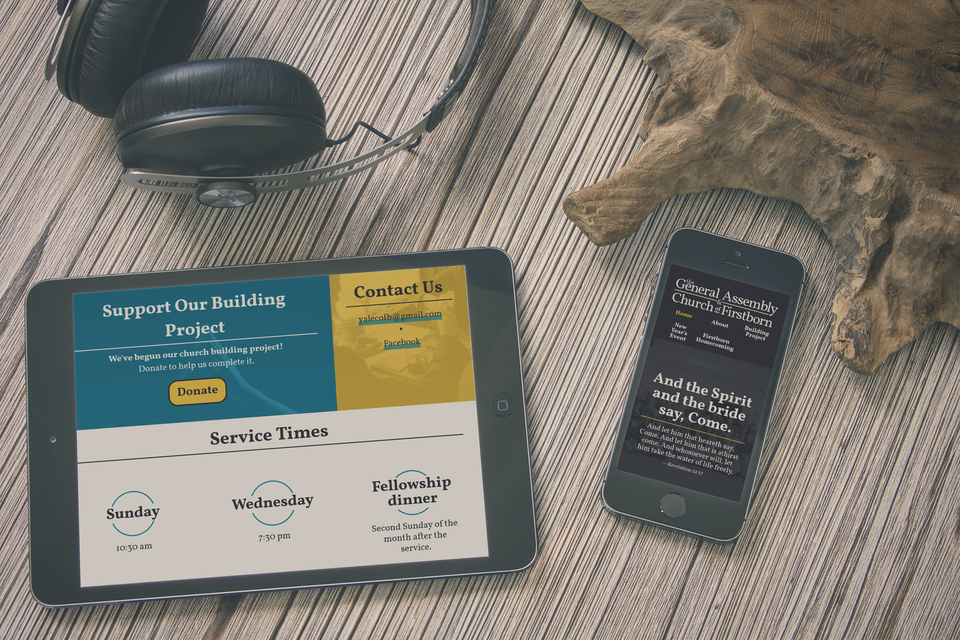 Support Our Building
Project
We've begun our church building project!
Donate to help us complete it.
Donate
Contact Us
yalecofb@gmail.com
Facebook
Service Times
Sunday
10:30 am
Wednesday
7:30 pm
Fellowship
dinner
Second Sunday of the
month after the
service.
the
General Assembly
&
Church of Firstborn
Home
About
Building
Project
New
Year's
Event
Firstborn
Homecoming
And the Spirit
and the bride
say, Come.
And let him that heareth say,
Come. And let him that is athirst
come. And whosoever will, let
him take the water of life freely.
—Revelation 22:17